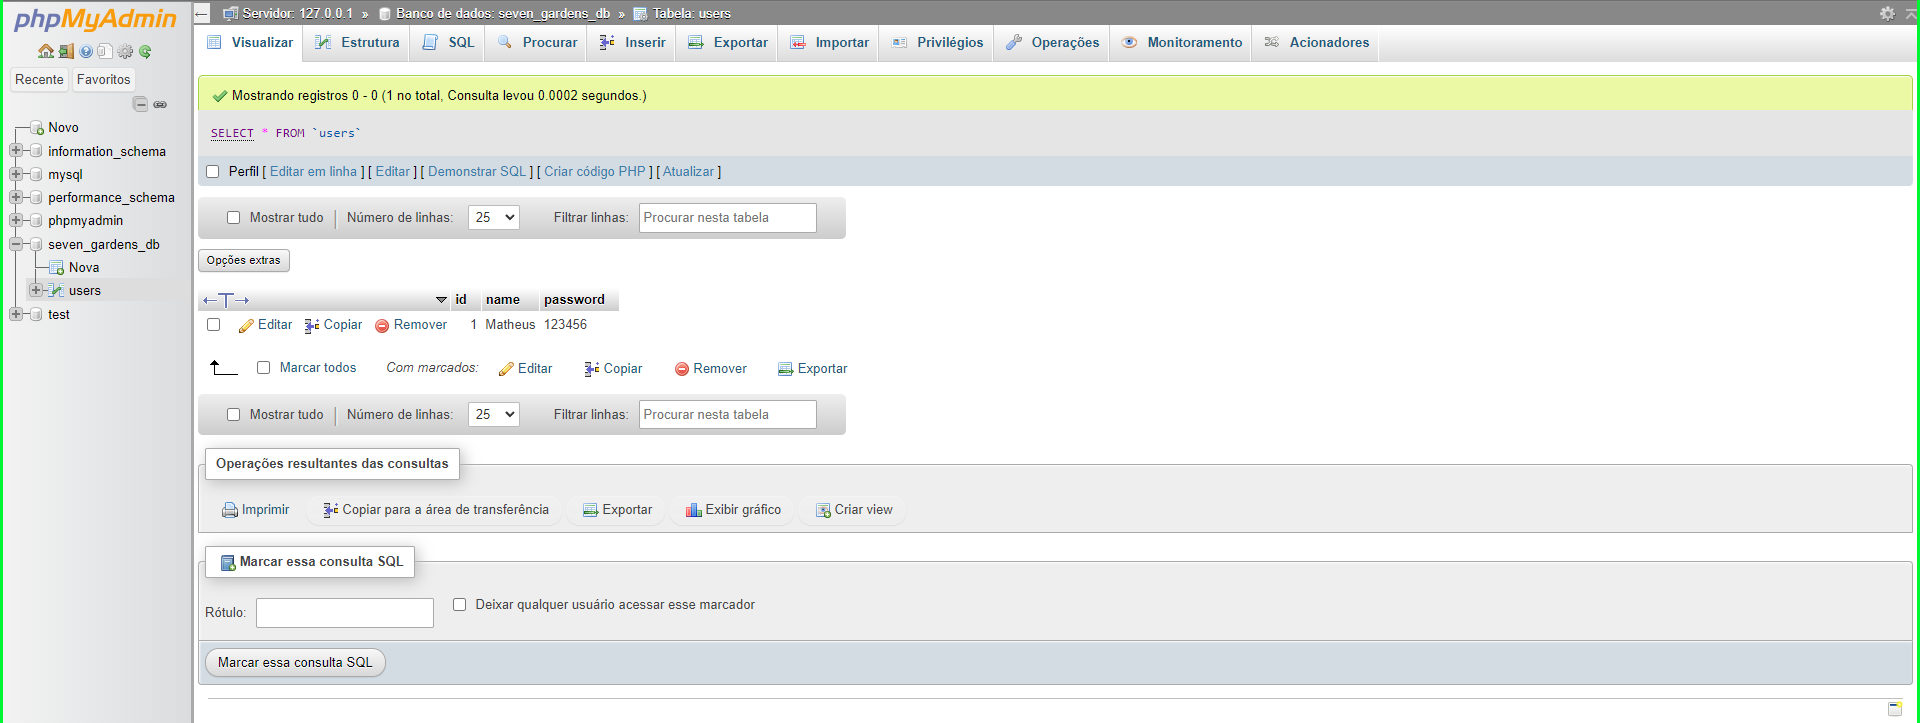 phpMyAdmin
Recente Favoritos
Novo
information_schema
mysql
performance_schema
phpmyadmin
seven_gardens_db
Nova
users
test
Servidor: 127.0.0.1 » Banco de dados: seven_gardens_db » Tabela: users
Visualizar Estrutura SQL Procurar Inserir Exportar Importar Privilégios Operações Monitoramento Acionadores
Mostrando registros 0 - 0 (1 no total, Consulta levou 0.0002 segundos.)
SELECT * FROM `users`
Perfil [ Editar em linha ] [ Editar ] [ Demonstrar SQL ] [ Criar código PHP ] [ Atualizar ]
Mostrar tudo | Número de linhas: 25 Filtrar linhas: Procurar nesta tabela
Opções extras
←T→ id name password
Editar Copiar Remover 1 Matheus 123456
Marcar todos Com marcados: Editar Copiar Remover Exportar
Mostrar tudo | Número de linhas: 25 Filtrar linhas: Procurar nesta tabela
Operações resultantes das consultas
Imprimir Copiar para a área de transferência Exportar Exibir gráfico Criar view
Marcar essa consulta SQL
Rótulo: Deixar qualquer usuário acessar esse marcador
Marcar essa consulta SQL